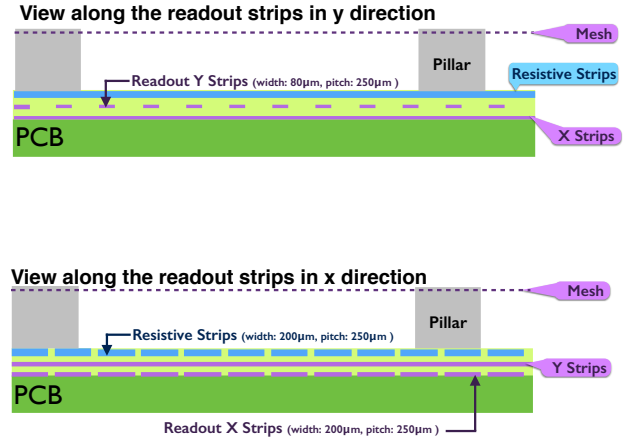 View along the readout strips in y direction
Mesh
Pillar
Resistive Strips
Readout Y Strips (width: 80µm, pitch: 250µm )
X Strips
PCB
View along the readout strips in x direction
Mesh
Pillar
Resistive Strips (width: 200µm, pitch: 250µm )
Y Strips
PCB
Readout X Strips (width: 200µm, pitch: 250µm )